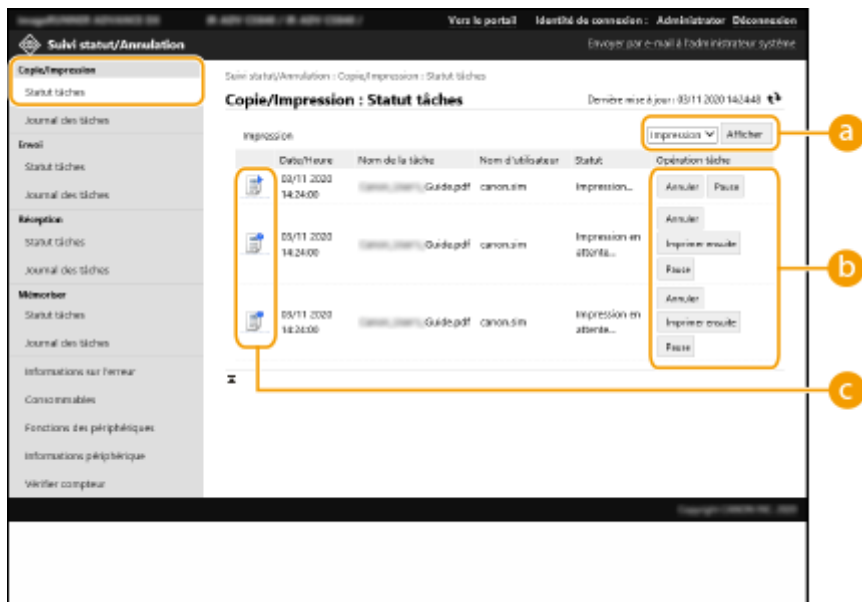 Vers le portail Identité de connexion : Administrator Déconnexion
Suivi statut/Annulation
Envoyer par e-mail à l'administrateur système
Copie/Impression
Statut tâches
Journal des tâches
Envoi
Statut tâches
Journal des tâches
Réception
Statut tâches
Journal des tâches
Mémoriser
Statut tâches
Journal des tâches
Informations sur l'erreur
Consommables
Fonctions des périphériques
Informations périphérique
Vérifier compteur
Suivi statut/Annulation : Copie/Impression : Statut tâches
Copie/Impression : Statut tâches
Dernière mise à jour : 03/11 2020 14:24:48
Impression
Impression Afficher
Date/Heure Nom de la tâche Nom d'utilisateur Statut Opération tâche
03/11 2020
14:24:00
Guide.pdf canon.sim Impression... Annuler Pause
03/11 2020
14:24:00
Guide.pdf canon.sim
Impression en
attente...
Annuler
Imprimer ensuite
Pause
03/11 2020
14:24:00
Guide.pdf canon.sim
Impression en
attente...
Annuler
Imprimer ensuite
Pause
a
b
c